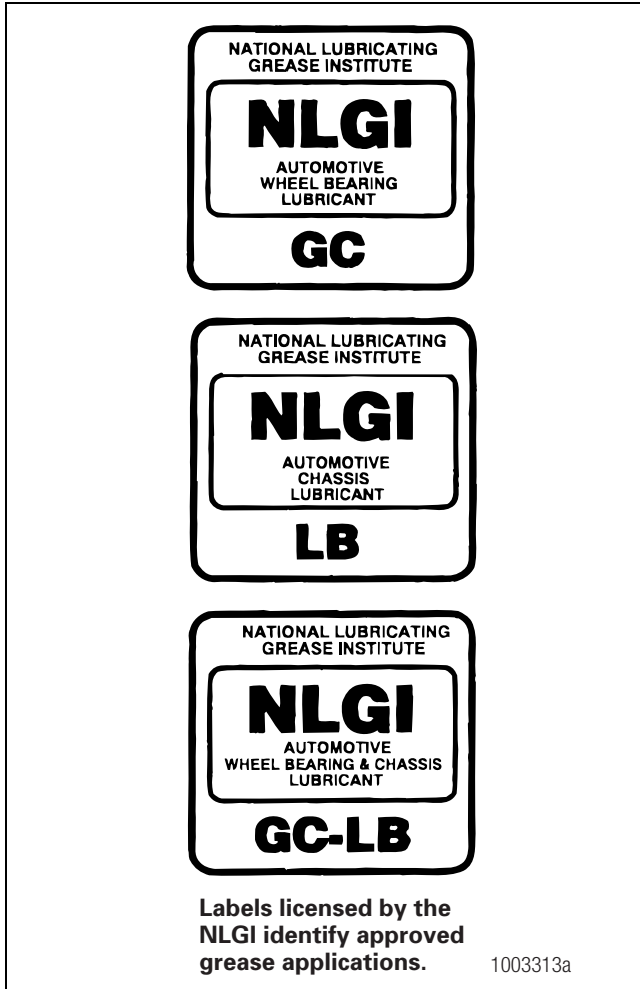 NATIONAL LUBRICATING
GREASE INSTITUTE
NLGI
AUTOMOTIVE
WHEEL BEARING
LUBRICANT
GC
NATIONAL LUBRICATING
GREASE INSTITUTE
NLGI
AUTOMOTIVE
CHASSIS
LUBRICANT
LB
NATIONAL LUBRICATING
GREASE INSTITUTE
NLGI
AUTOMOTIVE
WHEEL BEARING & CHASSIS
LUBRICANT
GC-LB
Labels licensed by the
NLGI identify approved
grease applications.
1003313a